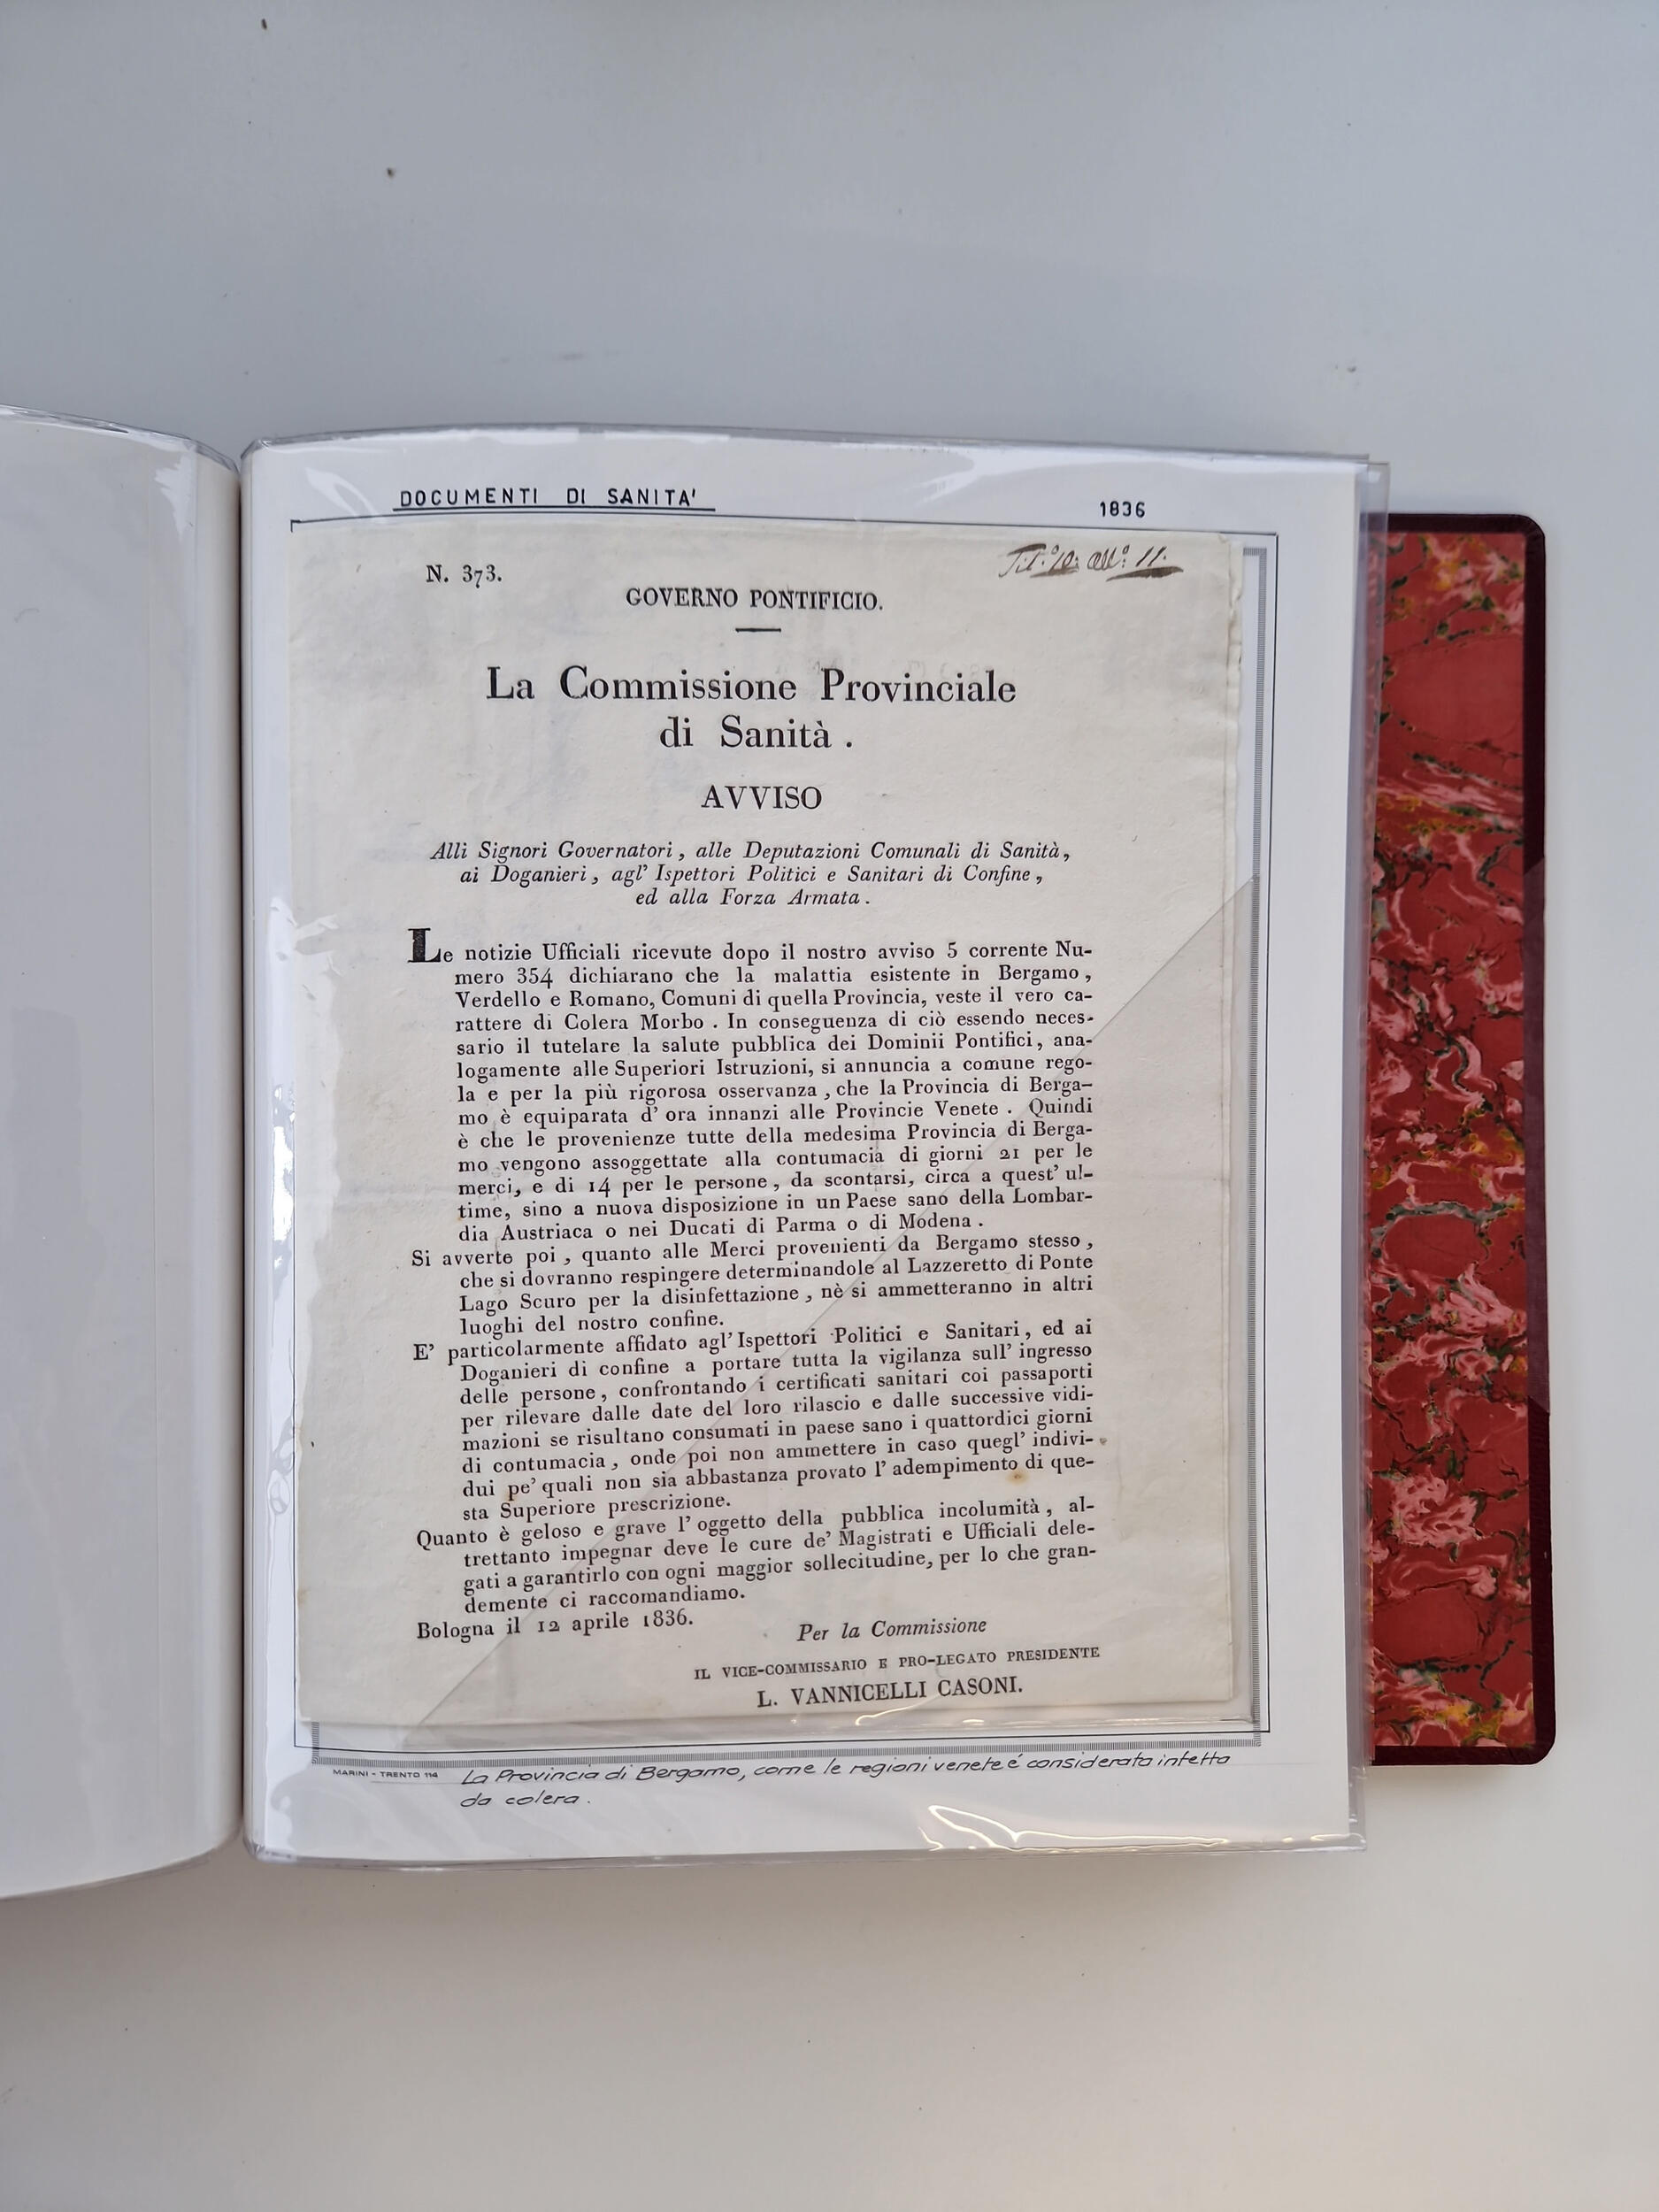 DOCUMENTI DI SANITA'
1836
N. 373.
Tit.° 10: all°: 11.
GOVERNO PONTIFICIO.
La Commissione Provinciale
di Sanità .
AVVISO
Alli Signori Governatori , alle Deputazioni Comunali di Sanità ,
ai Doganieri , agl' Ispettori Politici e Sanitari di Confine ,
ed alla Forza Armata .
Le notizie Ufficiali ricevute dopo il nostro avviso 5 corrente Nu-
mero 354 dichiarano che la malattia esistente in Bergamo ,
Verdello e Romano, Comuni di quella Provincia, veste il vero ca-
rattere di Colera Morbo . In conseguenza di ciò essendo neces-
sario il tutelare la salute pubblica dei Dominii Pontifici, ana-
logamente alle Superiori Istruzioni, si annuncia a comune rego-
la e per la più rigorosa osservanza , che la Provincia di Berga-
mo è equiparata d' ora innanzi alle Provincie Venete . Quindi
è che le provenienze tutte della medesima Provincia di Berga-
mo vengono assoggettate alla contumacia di giorni 21 per le
merci, e di 14 per le persone , da scontarsi, circa a quest' ul-
time, sino a nuova disposizione in un Paese sano della Lombar-
dia Austriaca o nei Ducati di Parma o di Modena .
Si avverte poi , quanto alle Merci provenienti da Bergamo stesso ,
che si dovranno respingere determinandole al Lazzeretto di Ponte
Lago Scuro per la disinfettazione , nè si ammetteranno in altri
luoghi del nostro confine.
E' particolarmente affidato agl' Ispettori Politici e Sanitari, ed ai
Doganieri di confine a portare tutta la vigilanza sull' ingresso
delle persone , confrontando i certificati sanitari coi passaporti
per rilevare dalle date del loro rilascio e dalle successive vidi-
mazioni se risultano consumati in paese sano i quattordici giorni
di contumacia , onde poi non ammettere in caso quegl' indivi-
dui pe' quali non sia abbastanza provato l' adempimento di que-
sta Superiore prescrizione.
Quanto è geloso e grave l' oggetto della pubblica incolumità , al-
trettanto impegnar deve le cure de' Magistrati e Ufficiali dele-
gati a garantirlo con ogni maggior sollecitudine, per lo che gran-
demente ci raccomandiamo.
Bologna il 12 aprile 1836.
Per la Commissione
IL VICE-COMMISSARIO E PRO-LEGATO PRESIDENTE
L. VANNICELLI CASONI.
MARINI - TRENTO 114
La Provincia di Bergamo, come le regioni venete é considerata infetta
da colera .